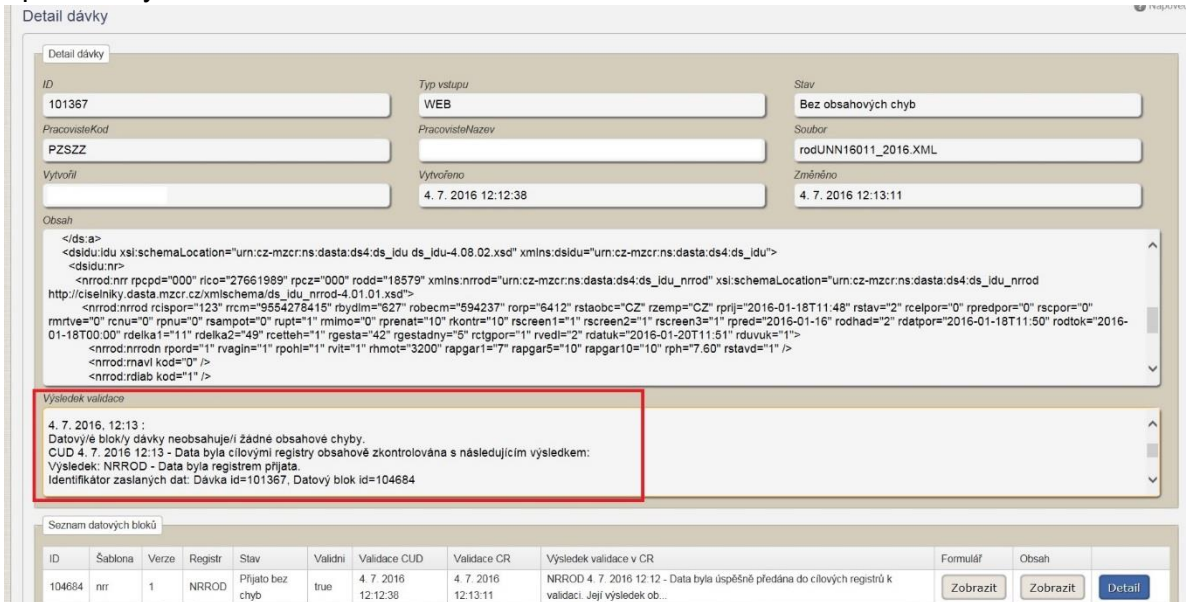 Nápověd
Detail dávky
Detail dávky
ID
Typ vstupu
Stav
101367
WEB
Bez obsahových chyb
PracovisteKod
PracovisteNazev
Soubor
PZSZZ
rodUNN16011_2016.XML
Vytvořil
Vytvořeno
Změněno
4. 7. 2016 12:12:38
4. 7. 2016 12:13:11
Obsah
</ds:a>
<dsidu:idu xsi:schemaLocation="urn:cz-mzcr:ns:dasta:ds4:ds_idu ds_idu-4.08.02.xsd" xmlns:dsidu="urn:cz-mzcr:ns:dasta:ds4:ds_idu">
<dsidu:nr>
<nrrod:nrr rpcpd="000" rico="27661989" rpcz="000" rodd="18579" xmlns:nrrod="urn:cz-mzcr:ns:dasta:ds4:ds_idu_nrrod" xsi:schemaLocation="urn:cz-mzcr:ns:dasta:ds4:ds_idu_nrrod
http://ciselniky.dasta.mzcr.cz/xmlschema/ds_idu_nrrod-4.01.01.xsd">
<nrrod:nrrod rcispor="123" rrcm="9554278415" rbydlm="627" robecm="594237" rorp="6412" rstaobc="CZ" rzemp="CZ" rprij="2016-01-18T11:48" rstav="2" rcelpor="0" rpredpor="0" rscpor="0"
rmrtve="0" rcnu="0" rpnu="0" rsampot="0" rupt="1" rmimo="0" rprenat="10" rkontr="10" rscreen1="1" rscreen2="1" rscreen3="1" rpred="2016-01-16" rodhad="2" rdatpor="2016-01-18T11:50" rodtok="2016-
01-18T00:00" rdelka1="11" rdelka2="49" rcetteh="1" rgesta="42" rgestadny="5" rctgpor="1" rvedl="2" rdatuk="2016-01-20T11:51" rduvuk="1">
<nrrod:nrrodn rpord="1" rvagin="1" rpohl="1" rvit="1" rhmot="3200" rapgar1="7" rapgar5="10" rapgar10="10" rph="7.60" rstavd="1" />
<nrrod:rnavl kod="0" />
<nrrod:rdiab kod="1" />
Výsledek validace
4. 7. 2016, 12:13 :
Datový/é blok/y dávky neobsahuje/í žádné obsahové chyby.
CUD 4. 7. 2016 12:13 - Data byla cílovými registry obsahově zkontrolována s následujícím výsledkem:
Výsledek: NRROD - Data byla registrem přijata.
Identifikátor zaslaných dat: Dávka id=101367, Datový blok id=104684
Seznam datových bloků
ID Šablona Verze Registr Stav Validni Validace CUD Validace CR Výsledek validace v CR Formulář Obsah
104684 nrr 1 NRROD Přijato bez chyb true 4. 7. 2016 12:12:38 4. 7. 2016 12:13:11 NRROD 4. 7. 2016 12:12 - Data byla úspěšně předána do cílových registrů k validaci. Její výsledek ob... Zobrazit Zobrazit Detail